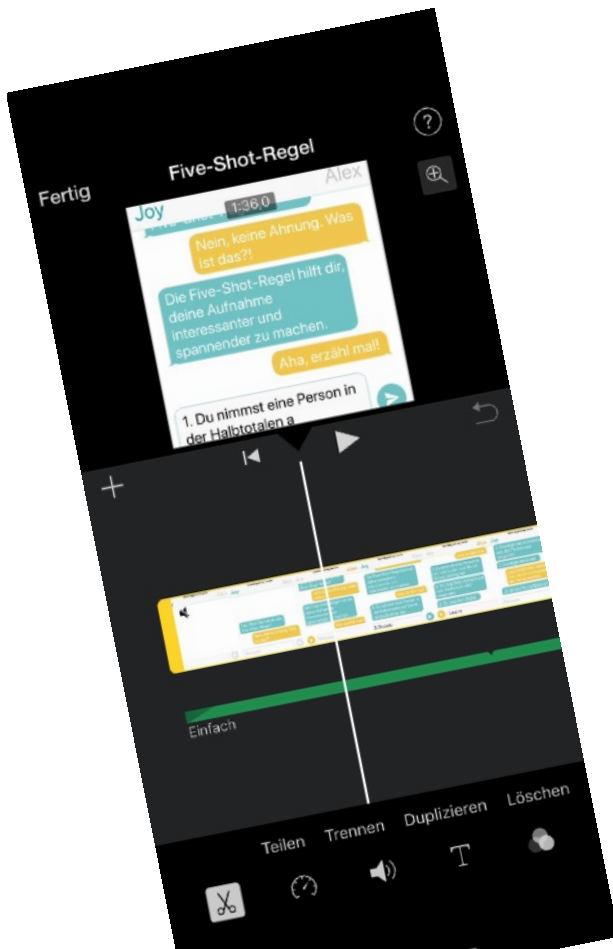 Five-Shot-Regel
Fertig
Joy
1:36,0
Alex
Nein, keine Ahnung. Was
ist das?!
Die Five-Shot-Regel hilft dir,
deine Aufnahme
interessanter und
spannender zu machen.
Aha, erzähl mal!
1. Du nimmst eine Person in
der Halbtotalen a
Einfach
Teilen
Trennen
Duplizieren
Löschen